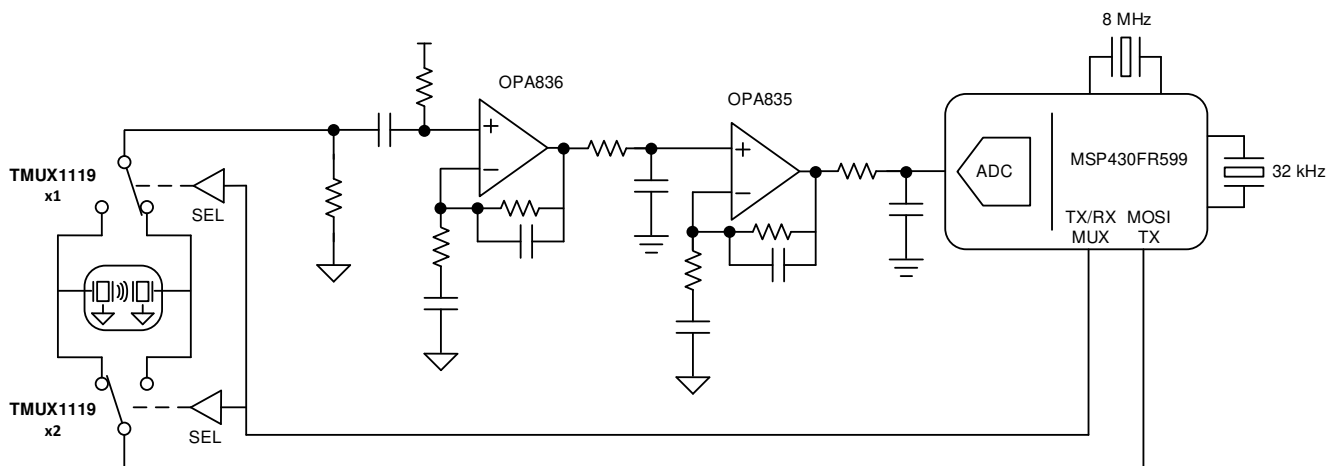 8 MHz
OPA836
OPA835
+
−
+
−
ADC
MSP430FR599
32 kHz
TX/RX MOSI
MUX TX
TMUX1119
x1
SEL
TMUX1119
x2
SEL